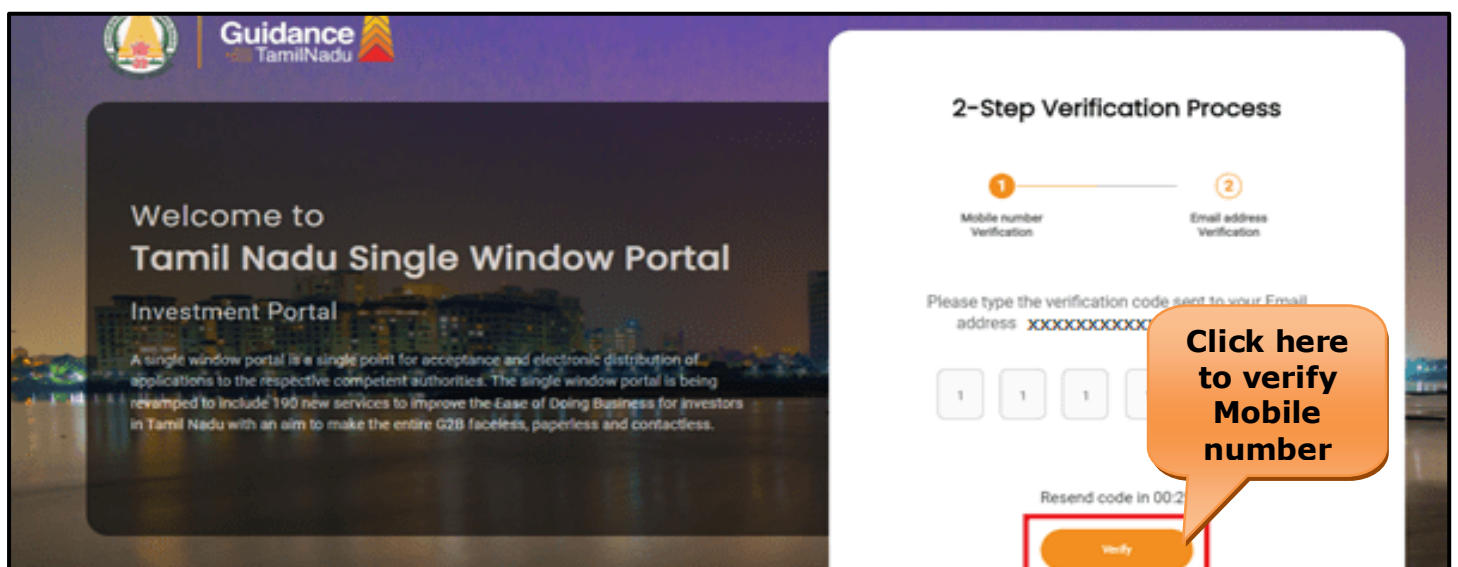 Guidance
TamilNadu
Welcome to
Tamil Nadu Single Window Portal
Investment Portal
A single window portal is a single point for acceptance and electronic distribution of
applications to the respective competent authorities. The single window portal is being
revamped to include 190 new services to improve the Ease of Doing Business for investors
in Tamil Nadu with an aim to make the entire G2B faceless, paperless and contactless.
2-Step Verification Process
1
2
Mobile number
Verification
Email address
Verification
Please type the verification code sent to your Email
address xxxxxxxxxxx
1 1 1
Click here
to verify
Mobile
number
Resend code in 00:2
Verify